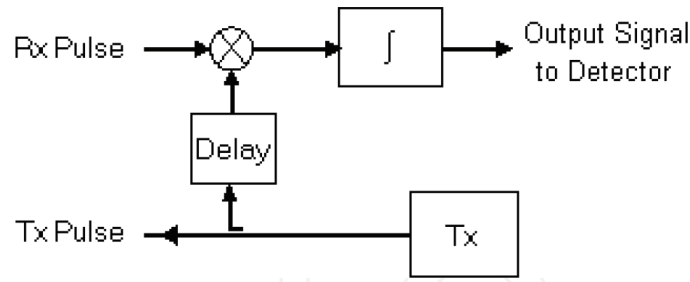 Rx Pulse
∫
Output Signal
to Detector
Delay
Tx Pulse
Tx